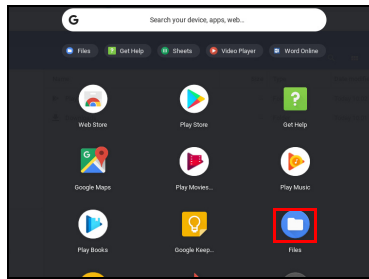 G Search your device, apps, web...
Files Get Help Sheets Video Player Word Online
Web Store Play Store Get Help
Google Maps Play Movies... Play Music
Play Books Google Keep... Files